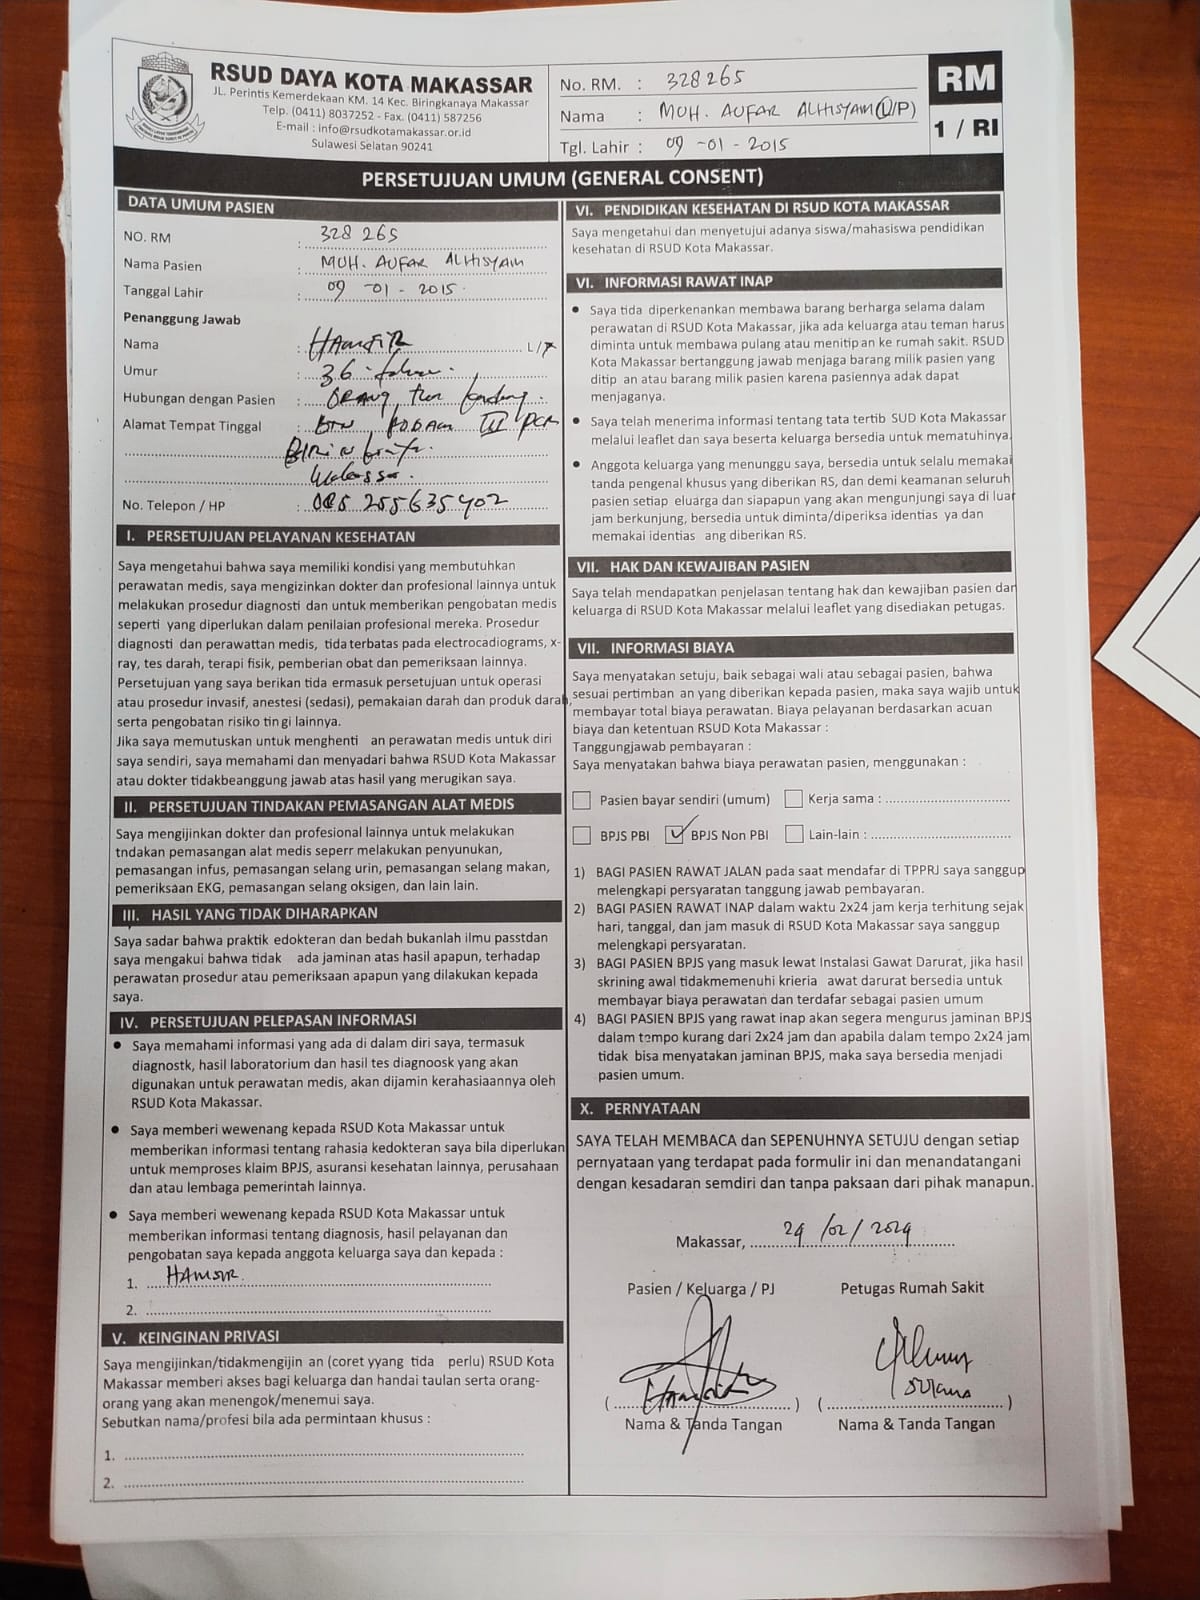 RSUD DAYA KOTA MAKASSAR
JL. Perintis Kemerdekaan KM. 14 Kec. Biringkanaya Makassar
Telp. (0411) 8037252 - Fax. (0411) 587256
E-mail : info@rsudkotamakassar.or.id
Sulawesi Selatan 90241
No. RM. : 328265
Nama : MOH. AUFAR ALHISYAM (L/P)
Tgl. Lahir : 09 -01 - 2015
RM
1 / RI
PERSETUJUAN UMUM (GENERAL CONSENT)
DATA UMUM PASIEN
NO. RM : 328 265
Nama Pasien : MUH. AUFAR ALHISYAM
Tanggal Lahir : 09 -01 - 2015.
Penanggung Jawab
Nama : L/P
Umur : 36
Hubungan dengan Pasien : ORANG
Alamat Tempat Tinggal : BTN III
No. Telepon / HP : 085 255635402
I. PERSETUJUAN PELAYANAN KESEHATAN
Saya mengetahui bahwa saya memiliki kondisi yang membutuhkan
perawatan medis, saya mengizinkan dokter dan profesional lainnya untuk
melakukan prosedur diagnosti dan untuk memberikan pengobatan medis
seperti yang diperlukan dalam penilaian profesional mereka. Prosedur
diagnosti dan perawattan medis, tida terbatas pada electrocadiograms, x-
ray, tes darah, terapi fisik, pemberian obat dan pemeriksaan lainnya.
Persetujuan yang saya berikan tida ermasuk persetujuan untuk operasi
atau prosedur invasif, anestesi (sedasi), pemakaian darah dan produk darah,
serta pengobatan risiko tin gi lainnya.
Jika saya memutuskan untuk menghenti an perawatan medis untuk diri
saya sendiri, saya memahami dan menyadari bahwa RSUD Kota Makassar
atau dokter tidakbeanggung jawab atas hasil yang merugikan saya.
II. PERSETUJUAN TINDAKAN PEMASANGAN ALAT MEDIS
Saya mengijinkan dokter dan profesional lainnya untuk melakukan
tndakan pemasangan alat medis seperr melakukan penyunukan,
pemasangan infus, pemasangan selang urin, pemasangan selang makan,
pemeriksaan EKG, pemasangan selang oksigen, dan lain lain.
III. HASIL YANG TIDAK DIHARAPKAN
Saya sadar bahwa praktik edokteran dan bedah bukanlah ilmu passtdan
saya mengakui bahwa tidak ada jaminan atas hasil apapun, terhadap
perawatan prosedur atau pemeriksaan apapun yang dilakukan kepada
saya.
IV. PERSETUJUAN PELEPASAN INFORMASI
● Saya memahami informasi yang ada di dalam diri saya, termasuk
diagnostk, hasil laboratorium dan hasil tes diagnoosk yang akan
digunakan untuk perawatan medis, akan dijamin kerahasiaannya oleh
RSUD Kota Makassar.
● Saya memberi wewenang kepada RSUD Kota Makassar untuk
memberikan informasi tentang rahasia kedokteran saya bila diperlukan
untuk memproses klaim BPJS, asuransi kesehatan lainnya, perusahaan
dan atau lembaga pemerintah lainnya.
● Saya memberi wewenang kepada RSUD Kota Makassar untuk
memberikan informasi tentang diagnosis, hasil pelayanan dan
pengobatan saya kepada anggota keluarga saya dan kepada :
1.
2.
V. KEINGINAN PRIVASI
Saya mengijinkan/tidakmengijin an (coret yyang tida perlu) RSUD Kota
Makassar memberi akses bagi keluarga dan handai taulan serta orang-
orang yang akan menengok/menemui saya.
Sebutkan nama/profesi bila ada permintaan khusus :
1.
2.
VI. PENDIDIKAN KESEHATAN DI RSUD KOTA MAKASSAR
Saya mengetahui dan menyetujui adanya siswa/mahasiswa pendidikan
kesehatan di RSUD Kota Makassar.
VI. INFORMASI RAWAT INAP
● Saya tida diperkenankan membawa barang berharga selama dalam
perawatan di RSUD Kota Makassar, jika ada keluarga atau teman harus
diminta untuk membawa pulang atau menitip an ke rumah sakit. RSUD
Kota Makassar bertanggung jawab menjaga barang milik pasien yang
ditip an atau barang milik pasien karena pasiennya adak dapat
menjaganya.
● Saya telah menerima informasi tentang tata tertib SUD Kota Makassar
melalui leaflet dan saya beserta keluarga bersedia untuk mematuhinya.
● Anggota keluarga yang menunggu saya, bersedia untuk selalu memakai
tanda pengenal khusus yang diberikan RS, dan demi keamanan seluruh
pasien setiap eluarga dan siapapun yang akan mengunjungi saya di luar
jam berkunjung, bersedia untuk diminta/diperiksa identias ya dan
memakai identias ang diberikan RS.
VII. HAK DAN KEWAJIBAN PASIEN
Saya telah mendapatkan penjelasan tentang hak dan kewajiban pasien dan
keluarga di RSUD Kota Makassar melalui leaflet yang disediakan petugas.
VII. INFORMASI BIAYA
Saya menyatakan setuju, baik sebagai wali atau sebagai pasien, bahwa
sesuai pertimban an yang diberikan kepada pasien, maka saya wajib untuk
membayar total biaya perawatan. Biaya pelayanan berdasarkan acuan
biaya dan ketentuan RSUD Kota Makassar :
Tanggungjawab pembayaran :
Saya menyatakan bahwa biaya perawatan pasien, menggunakan :
Pasien bayar sendiri (umum) Kerja sama :
BPJS PBI ✓ BPJS Non PBI Lain-lain :
1) BAGI PASIEN RAWAT JALAN pada saat mendafar di TPPRJ saya sanggup
melengkapi persyaratan tanggung jawab pembayaran.
2) BAGI PASIEN RAWAT INAP dalam waktu 2x24 jam kerja terhitung sejak
hari, tanggal, dan jam masuk di RSUD Kota Makassar saya sanggup
melengkapi persyaratan.
3) BAGI PASIEN BPJS yang masuk lewat Instalasi Gawat Darurat, jika hasil
skrining awal tidakmemenuhi krieria awat darurat bersedia untuk
membayar biaya perawatan dan terdafar sebagai pasien umum
4) BAGI PASIEN BPJS yang rawat inap akan segera mengurus jaminan BPJS
dalam tempo kurang dari 2x24 jam dan apabila dalam tempo 2x24 jam
tidak bisa menyatakan jaminan BPJS, maka saya bersedia menjadi
pasien umum.
X. PERNYATAAN
SAYA TELAH MEMBACA dan SEPENUHNYA SETUJU dengan setiap
pernyataan yang terdapat pada formulir ini dan menandatangani
dengan kesadaran semdiri dan tanpa paksaan dari pihak manapun.
Makassar, 29 /02/ 2024
Pasien / Keluarga / PJ Petugas Rumah Sakit
Nama & Tanda Tangan Nama & Tanda Tangan